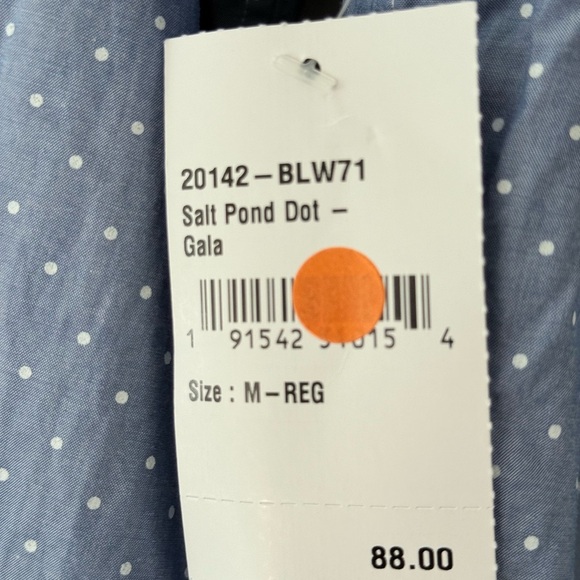 20142-BLW71
Salt Pond Dot -
Gala
1 91542 4
Size : M-REG
88.00